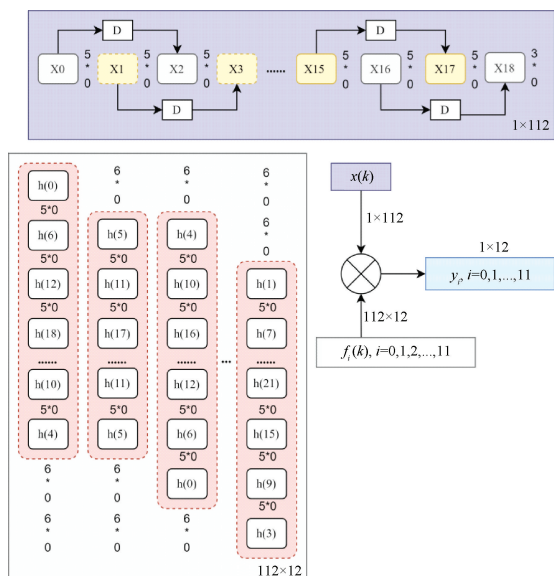 D
D
X0
5
*
0
X1
5
*
0
X2
5
*
0
X3
5
*
0
......
X15
5
*
0
X16
5
*
0
X17
5
*
0
X18
3
*
0
D
D
1×112
h(0)
5*0
h(6)
5*0
h(12)
5*0
h(18)
......
h(10)
5*0
h(4)
6
*
0
6
*
0
6
*
0
h(5)
5*0
h(11)
5*0
h(17)
......
h(11)
5*0
h(5)
6
*
0
6
*
0
6
*
0
h(4)
5*0
h(10)
5*0
h(16)
......
h(12)
5*0
h(6)
5*0
h(0)
6
*
0
...
6
*
0
6
*
0
h(1)
5*0
h(7)
......
h(21)
5*0
h(15)
5*0
h(9)
5*0
h(3)
112×12
x(k)
1×112
1×12
yᵢ, i=0,1,...,11
112×12
fᵢ(k), i=0,1,2,...,11